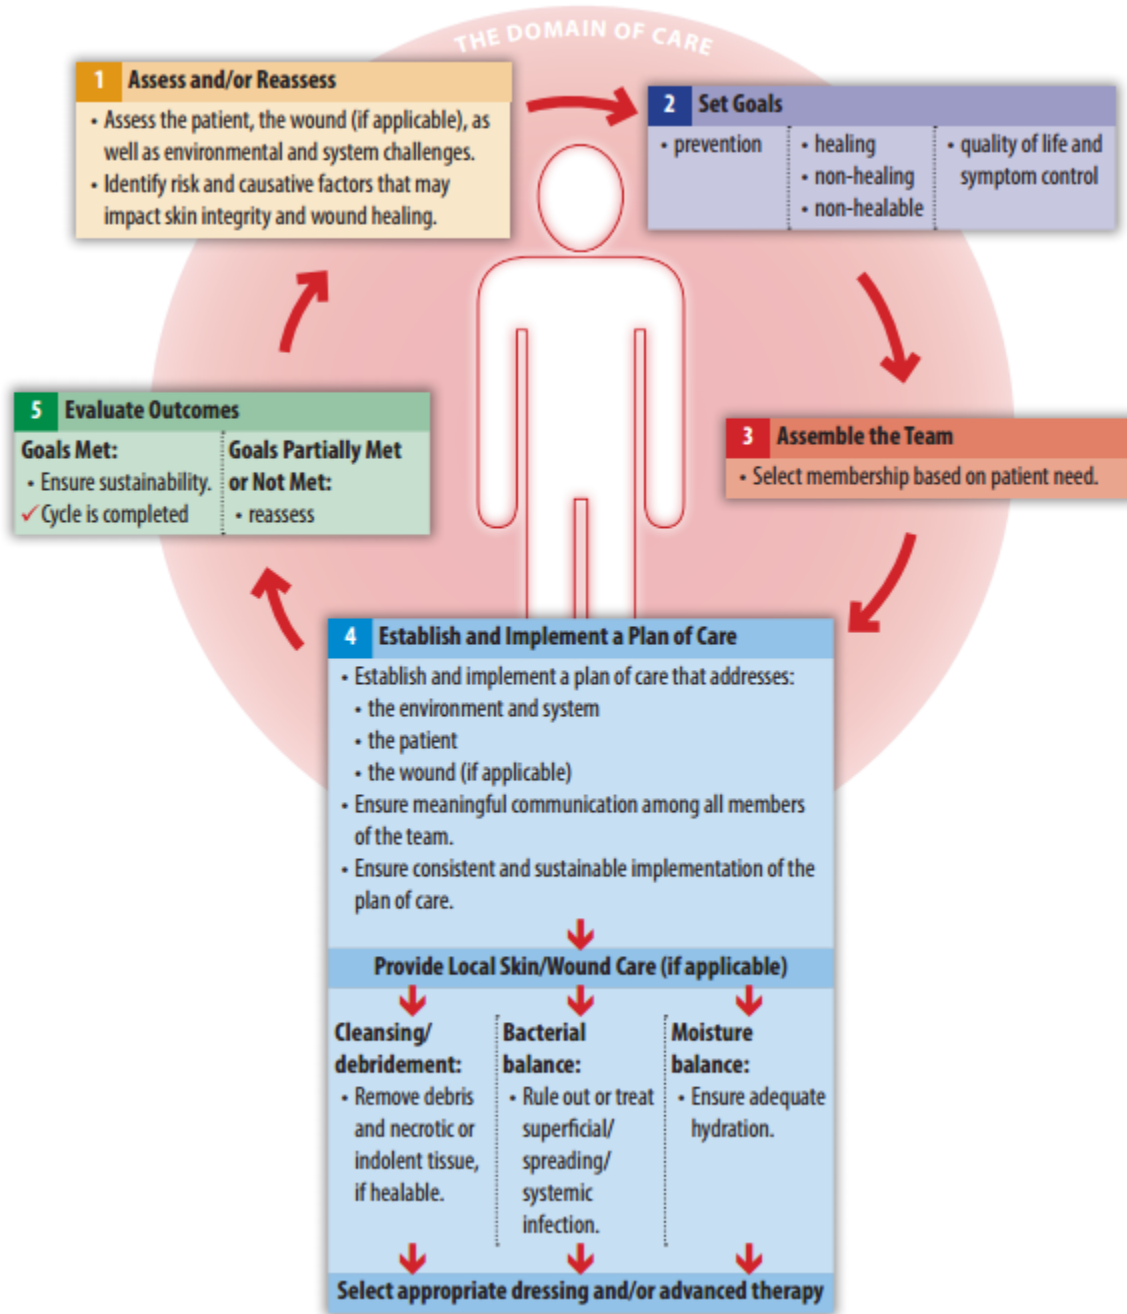 THE DOMAIN OF CARE
1 Assess and/or Reassess
• Assess the patient, the wound (if applicable), as
well as environmental and system challenges.
• Identify risk and causative factors that may
impact skin integrity and wound healing.
2 Set Goals
• prevention
• healing
• non-healing
• non-healable
• quality of life and
symptom control
3 Assemble the Team
• Select membership based on patient need.
4 Establish and Implement a Plan of Care
• Establish and implement a plan of care that addresses:
• the environment and system
• the patient
• the wound (if applicable)
• Ensure meaningful communication among all members
of the team.
• Ensure consistent and sustainable implementation of the
plan of care.
Provide Local Skin/Wound Care (if applicable)
Cleansing/
debridement:
• Remove debris
and necrotic or
indolent tissue,
if healable.
Bacterial
balance:
• Rule out or treat
superficial/
spreading/
systemic
infection.
Moisture
balance:
• Ensure adequate
hydration.
Select appropriate dressing and/or advanced therapy
5 Evaluate Outcomes
Goals Met:
• Ensure sustainability.
✓ Cycle is completed
Goals Partially Met
or Not Met:
• reassess